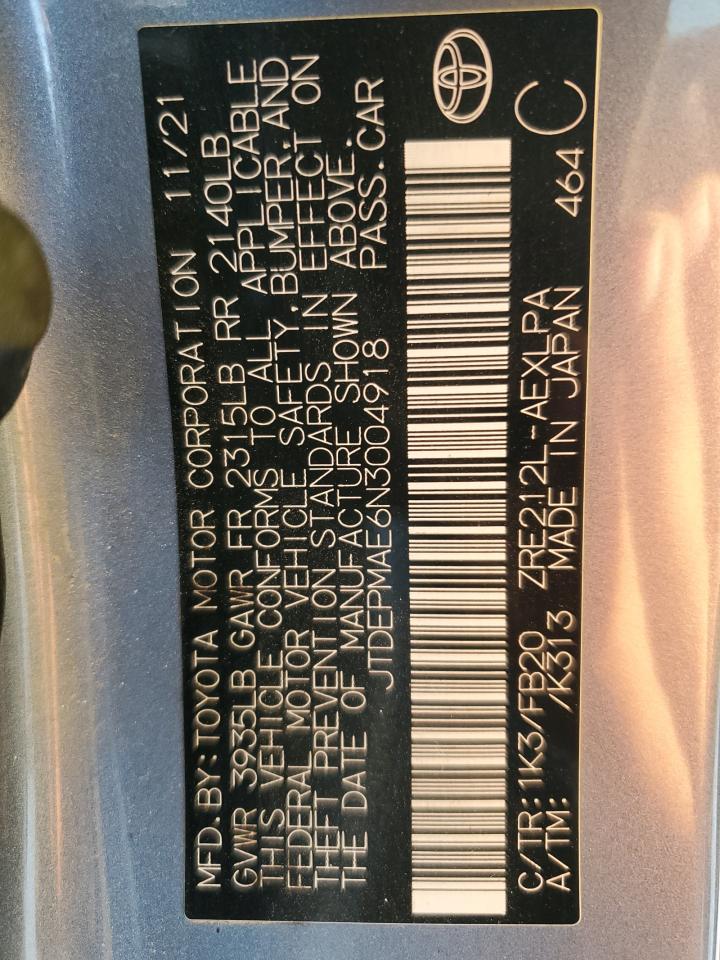 MFD.BY:TOYOTA MOTOR CORPORATION 11/21
GVWR 3935LB GAWR FR 2315LB RR 2140LB
THIS VEHICLE CONFORMS TO ALL APPLICABLE
FEDERAL MOTOR VEHICLE SAFETY,BUMPER,AND
THEFT PREVENTION STANDARDS IN EFFECT ON
THE DATE OF MANUFACTURE SHOWN ABOVE.
JTDEPMAE6N3004918 PASS.CAR
C/TR:1K3/FB20 ZRE212L-AEXLPA
A/TM: /K313 MADE IN JAPAN 464 C